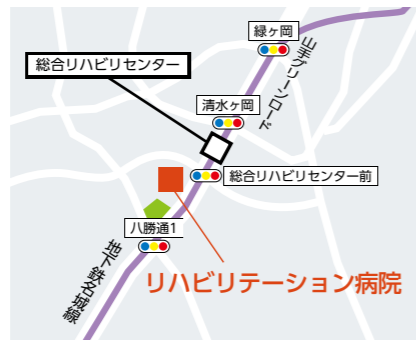 緑ヶ岡
総合リハビリセンター
山手グリーンロード
清水ヶ岡
総合リハビリセンター前
八勝通1
地下鉄名城線
リハビリテーション病院